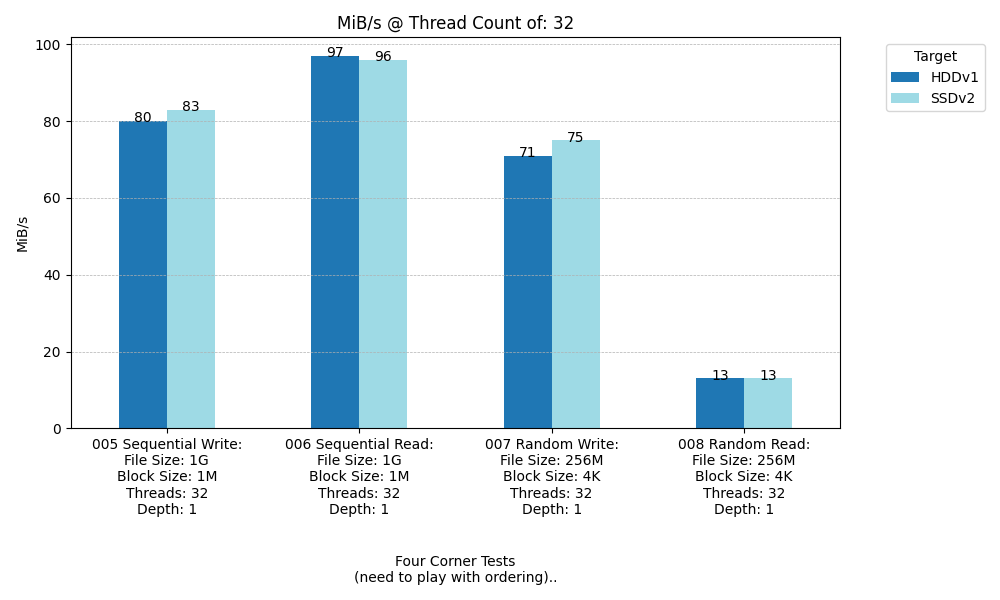 MiB/s @ Thread Count of: 32
Target
HDDv1
SSDv2
MiB/s
100
80
60
40
20
0
80
83
97
96
71
75
13
13
005 Sequential Write:
File Size: 1G
Block Size: 1M
Threads: 32
Depth: 1
006 Sequential Read:
File Size: 1G
Block Size: 1M
Threads: 32
Depth: 1
007 Random Write:
File Size: 256M
Block Size: 4K
Threads: 32
Depth: 1
008 Random Read:
File Size: 256M
Block Size: 4K
Threads: 32
Depth: 1
Four Corner Tests
(need to play with ordering)..